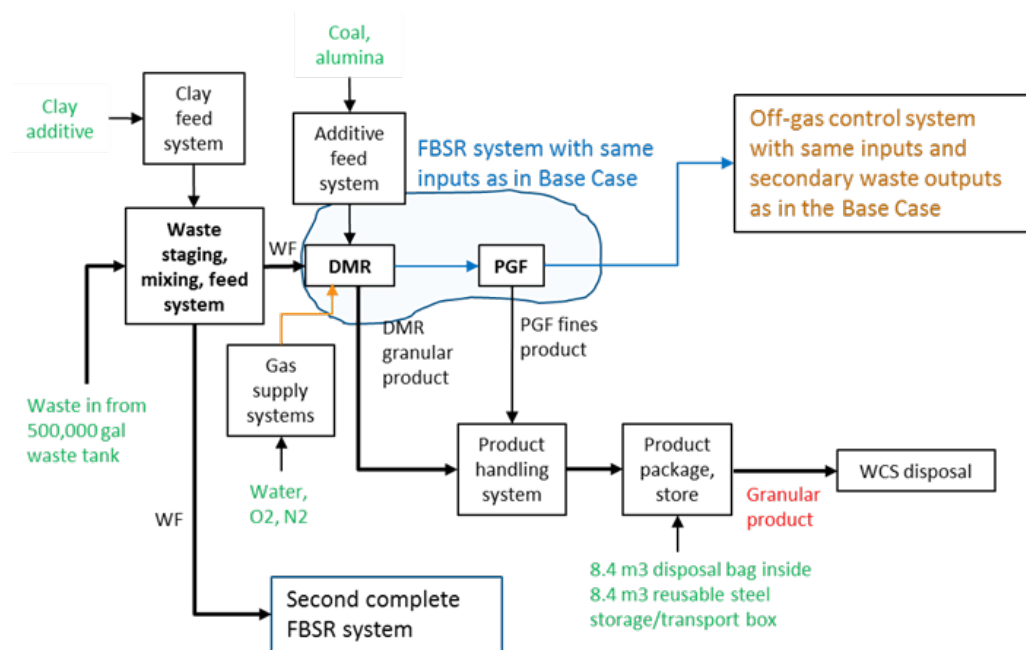 Coal,
alumina
Clay
additive
Clay
feed
system
Additive
feed
system
FBSR system with same
inputs as in Base Case
Off-gas control system
with same inputs and
secondary waste outputs
as in the Base Case
Waste
staging,
mixing, feed
system
WF
DMR
PGF
DMR
granular
product
PGF fines
product
Gas
supply
systems
Waste in from
500,000 gal
waste tank
Water,
O2, N2
WF
Product
handling
system
Product
package,
store
Granular
product
WCS disposal
8.4 m3 disposal bag inside
8.4 m3 reusable steel
storage/transport box
Second complete
FBSR system